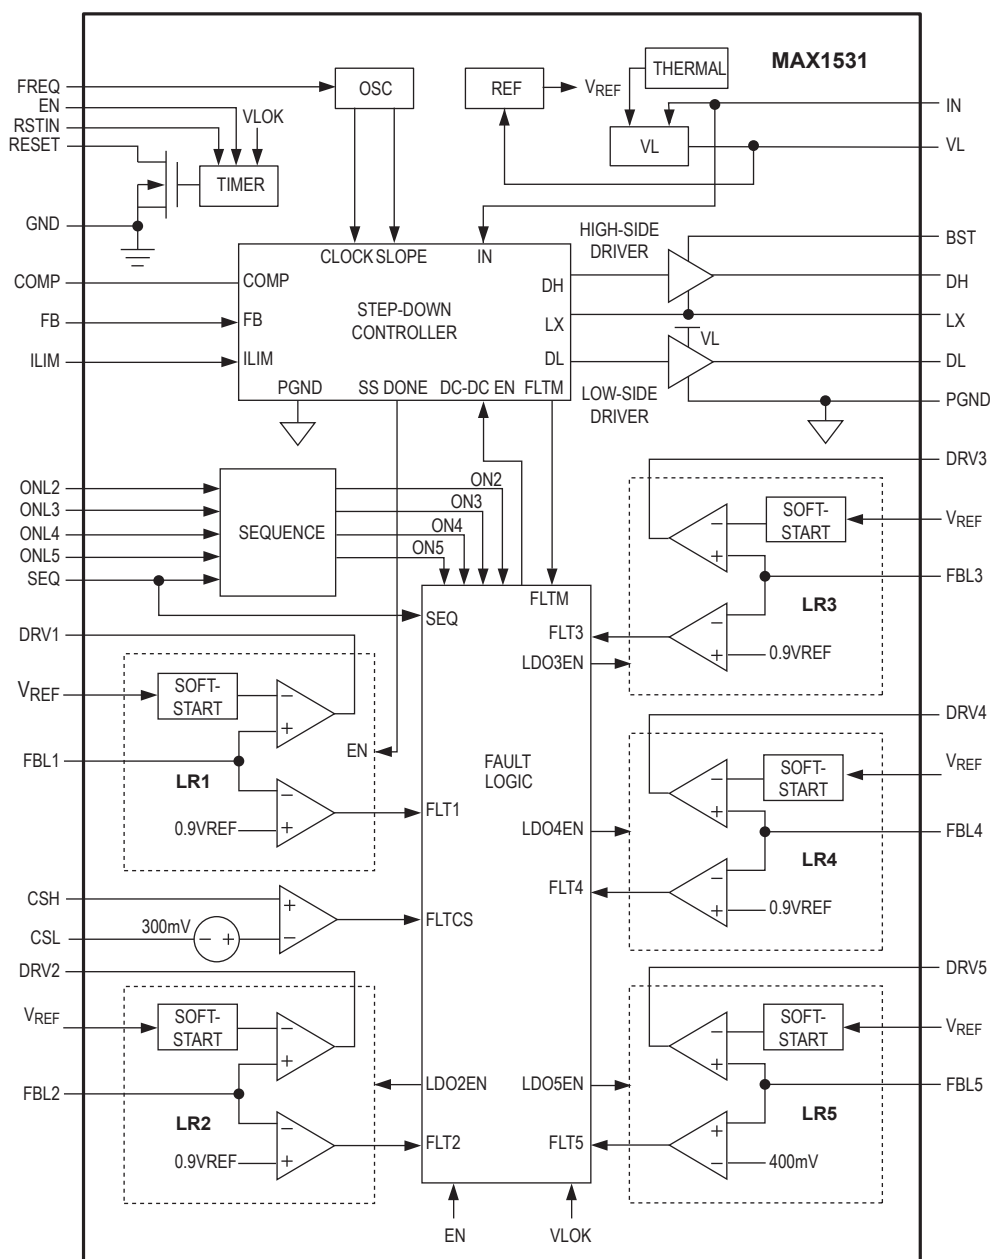 MAX1531
THERMAL
FREQ
OSC
REF
VREF
EN
IN
RSTIN
VLOK
RESET
VL
VL
TIMER
GND
HIGH-SIDE
DRIVER
BST
CLOCK SLOPE
IN
COMP
COMP
DH
DH
STEP-DOWN
CONTROLLER
FB
FB
LX
LX
VL
ILIM
ILIM
DL
DL
PGND
SS DONE
DC-DC EN
FLTM
LOW-SIDE
DRIVER
PGND
DRV3
ONL2
ON2
ONL3
ON3
SOFT-
START
VREF
ONL4
SEQUENCE
ON4
ONL5
ON5
SEQ
FBL3
FLTM
LR3
SEQ
DRV1
FLT3
0.9VREF
LDO3EN
VREF
SOFT-
START
DRV4
FBL1
EN
FAULT
LOGIC
SOFT-
START
VREF
LR1
FLT1
0.9VREF
LDO4EN
FBL4
LR4
FLT4
CSH
0.9VREF
FLTCS
300mV
CSL
DRV2
DRV5
VREF
SOFT-
START
SOFT-
START
VREF
FBL2
LDO2EN
LDO5EN
FBL5
LR2
LR5
FLT2
FLT5
0.9VREF
400mV
EN
VLOK